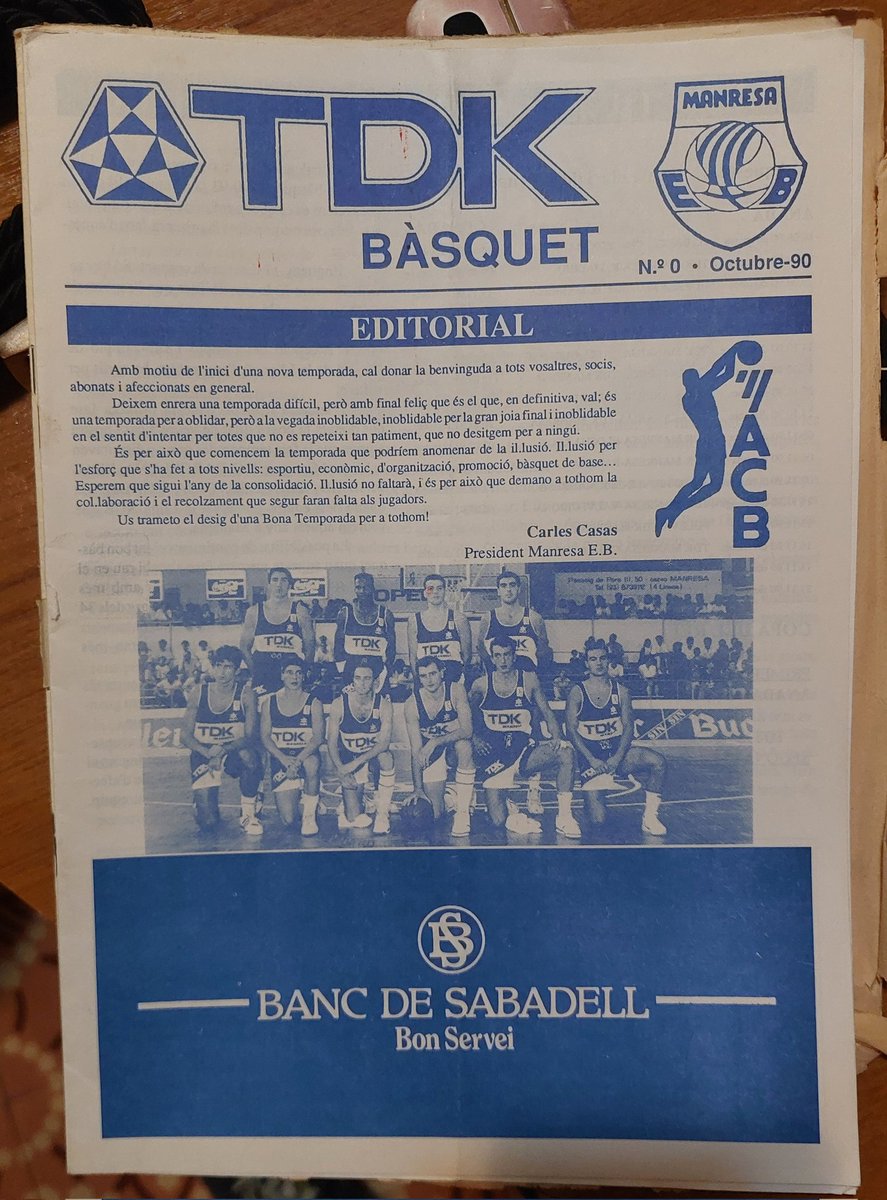 TDK
MANRESA
E B
BÀSQUET
N.º 0 • Octubre-90
EDITORIAL
Amb motiu de l'inici d'una nova temporada, cal donar la benvinguda a tots vosaltres, socis,
abonats i afeccionats en general.
Deixem enrera una temporada difícil, però amb final feliç que és el que, en definitiva, val; és
una temporada per a oblidar, però a la vegada inoblidable, inoblidable per la gran joia final i inoblidable
en el sentit d'intentar per totes que no es repeteixi tan patiment, que no desitgem per a ningú.
És per això que comencem la temporada que podríem anomenar de la il.lusió. Il.lusió per
l'esforç que s'ha fet a tots nivells: esportiu, econòmic, d'organització, promoció, bàsquet de base...
Esperem que sigui l'any de la consolidació. Il.lusió no faltarà, i és per això que demano a tothom la
col.laboració i el recolzament que segur faran falta als jugadors.
Us trameto el desig d'una Bona Temporada per a tothom!
Carles Casas
President Manresa E.B.
ACB
TDK
TDK
TDK
TDK
TDK
TDK
TDK
TDK
TDK
BS
BANC DE SABADELL
Bon Servei